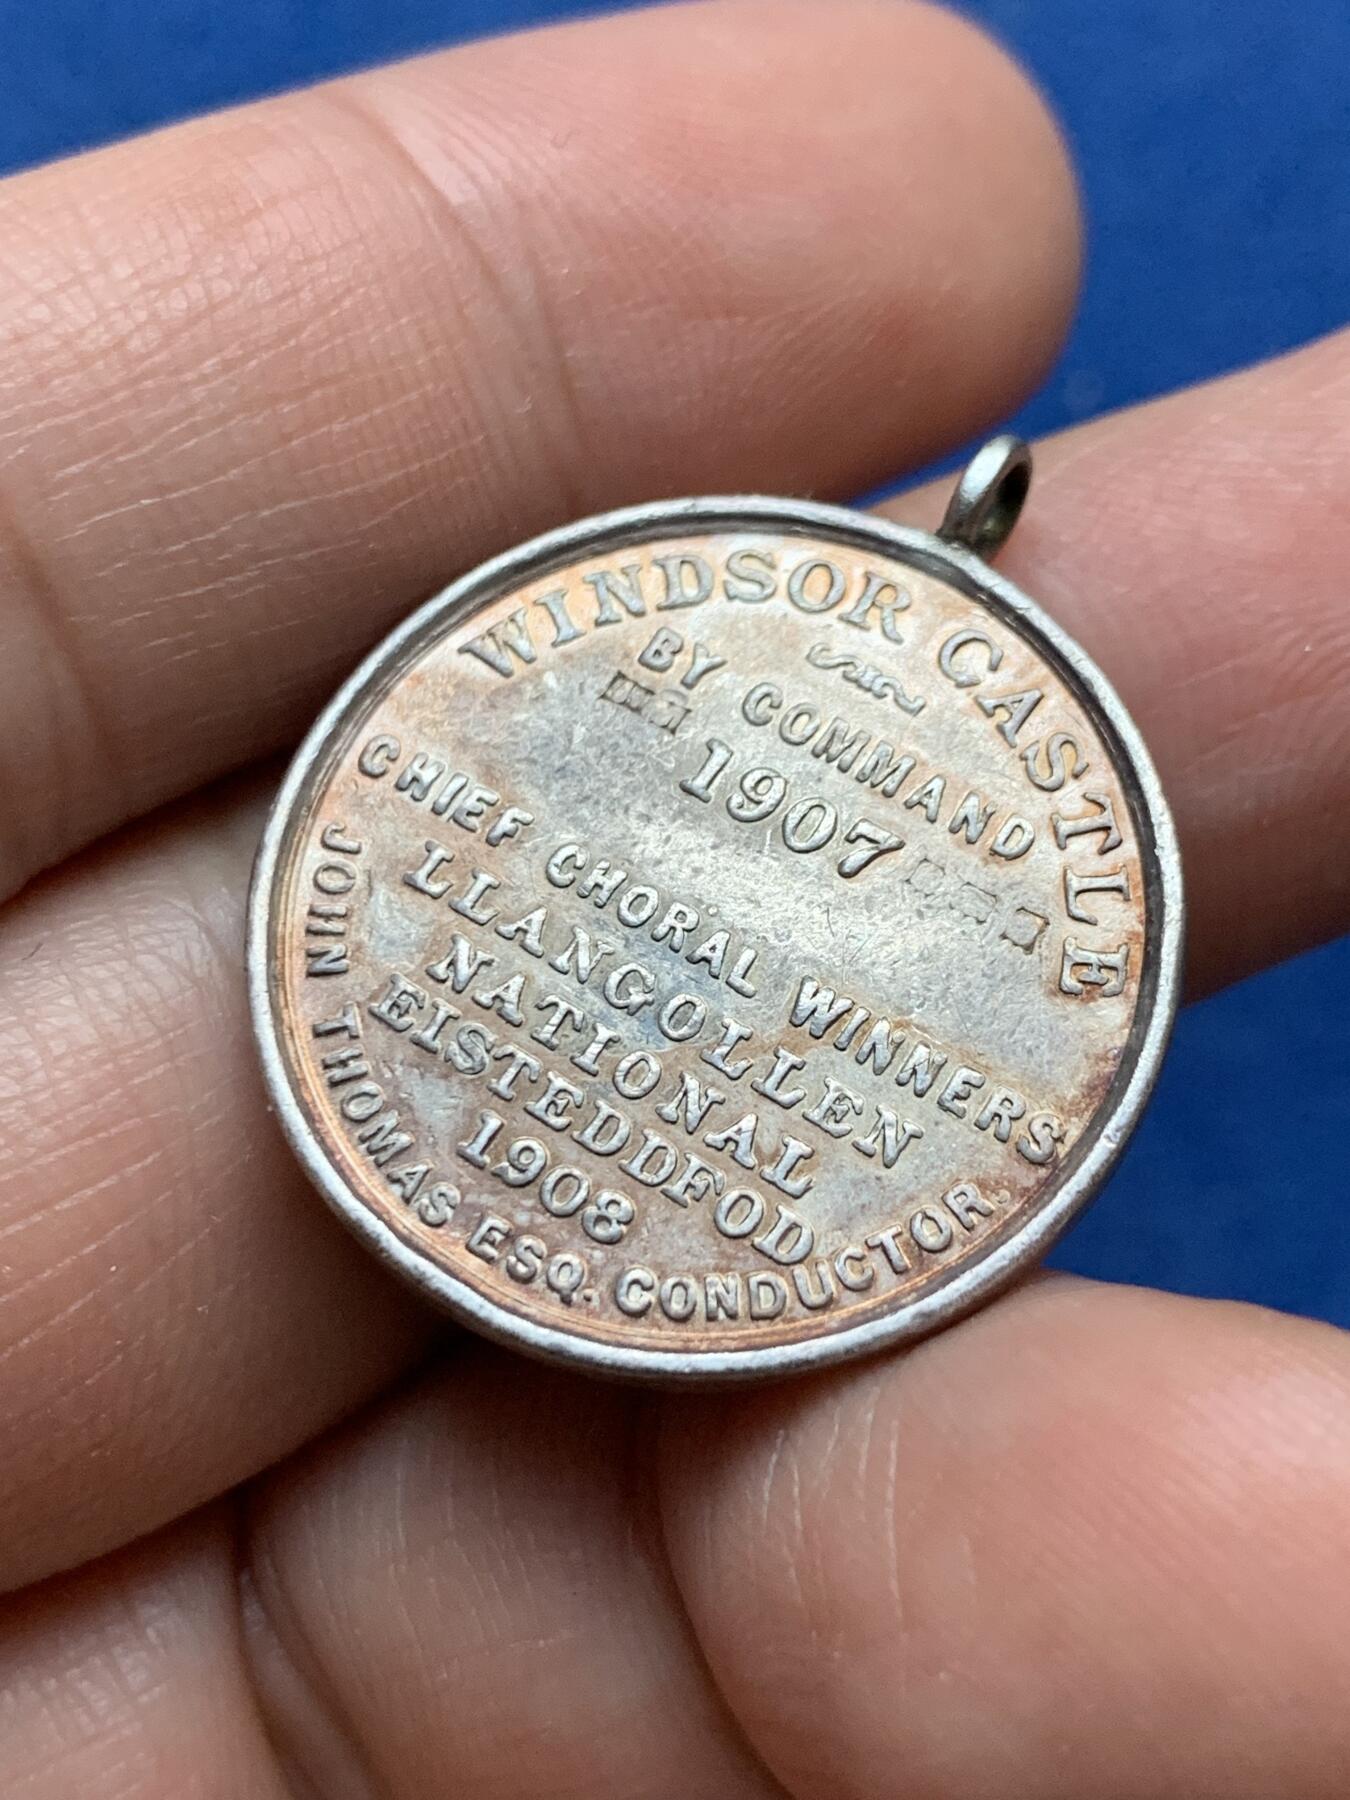 WINDSOR CASTLE
BY COMMAND
1907
CHIEF CHORAL WINNERS
LLANGOLLEN
NATIONAL
EISTEDDFOD
1908
JOHN THOMAS ESQ. CONDUCTOR.